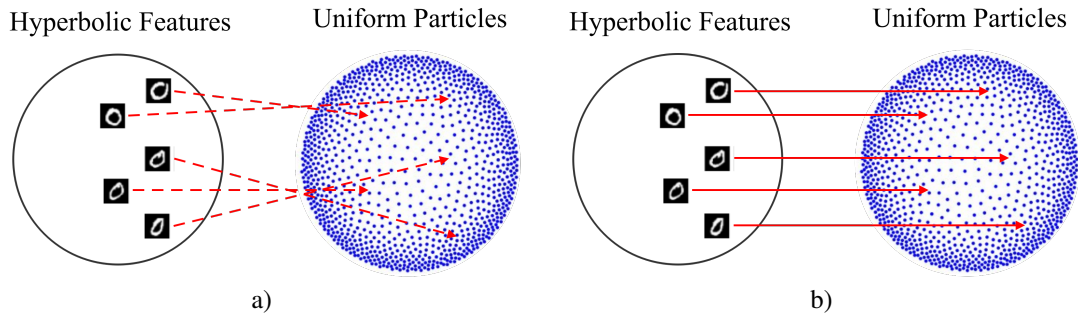 Hyperbolic Features
Uniform Particles
Hyperbolic Features
Uniform Particles
a)
b)